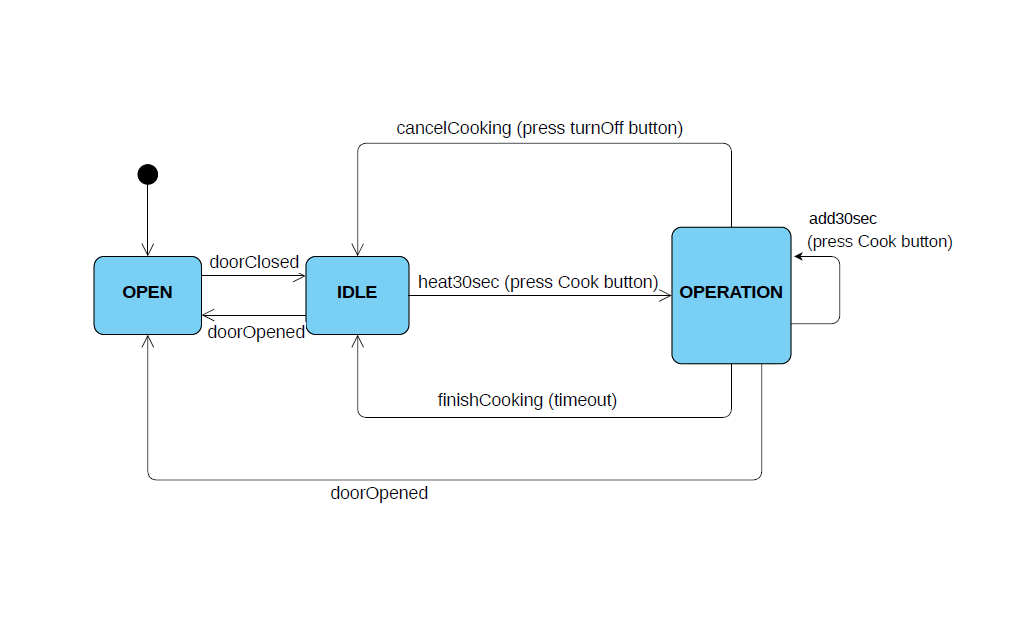 cancelCooking (press turnOff button)
add30sec
(press Cook button)
doorClosed
OPEN
IDLE
heat30sec (press Cook button)
OPERATION
doorOpened
finishCooking (timeout)
doorOpened